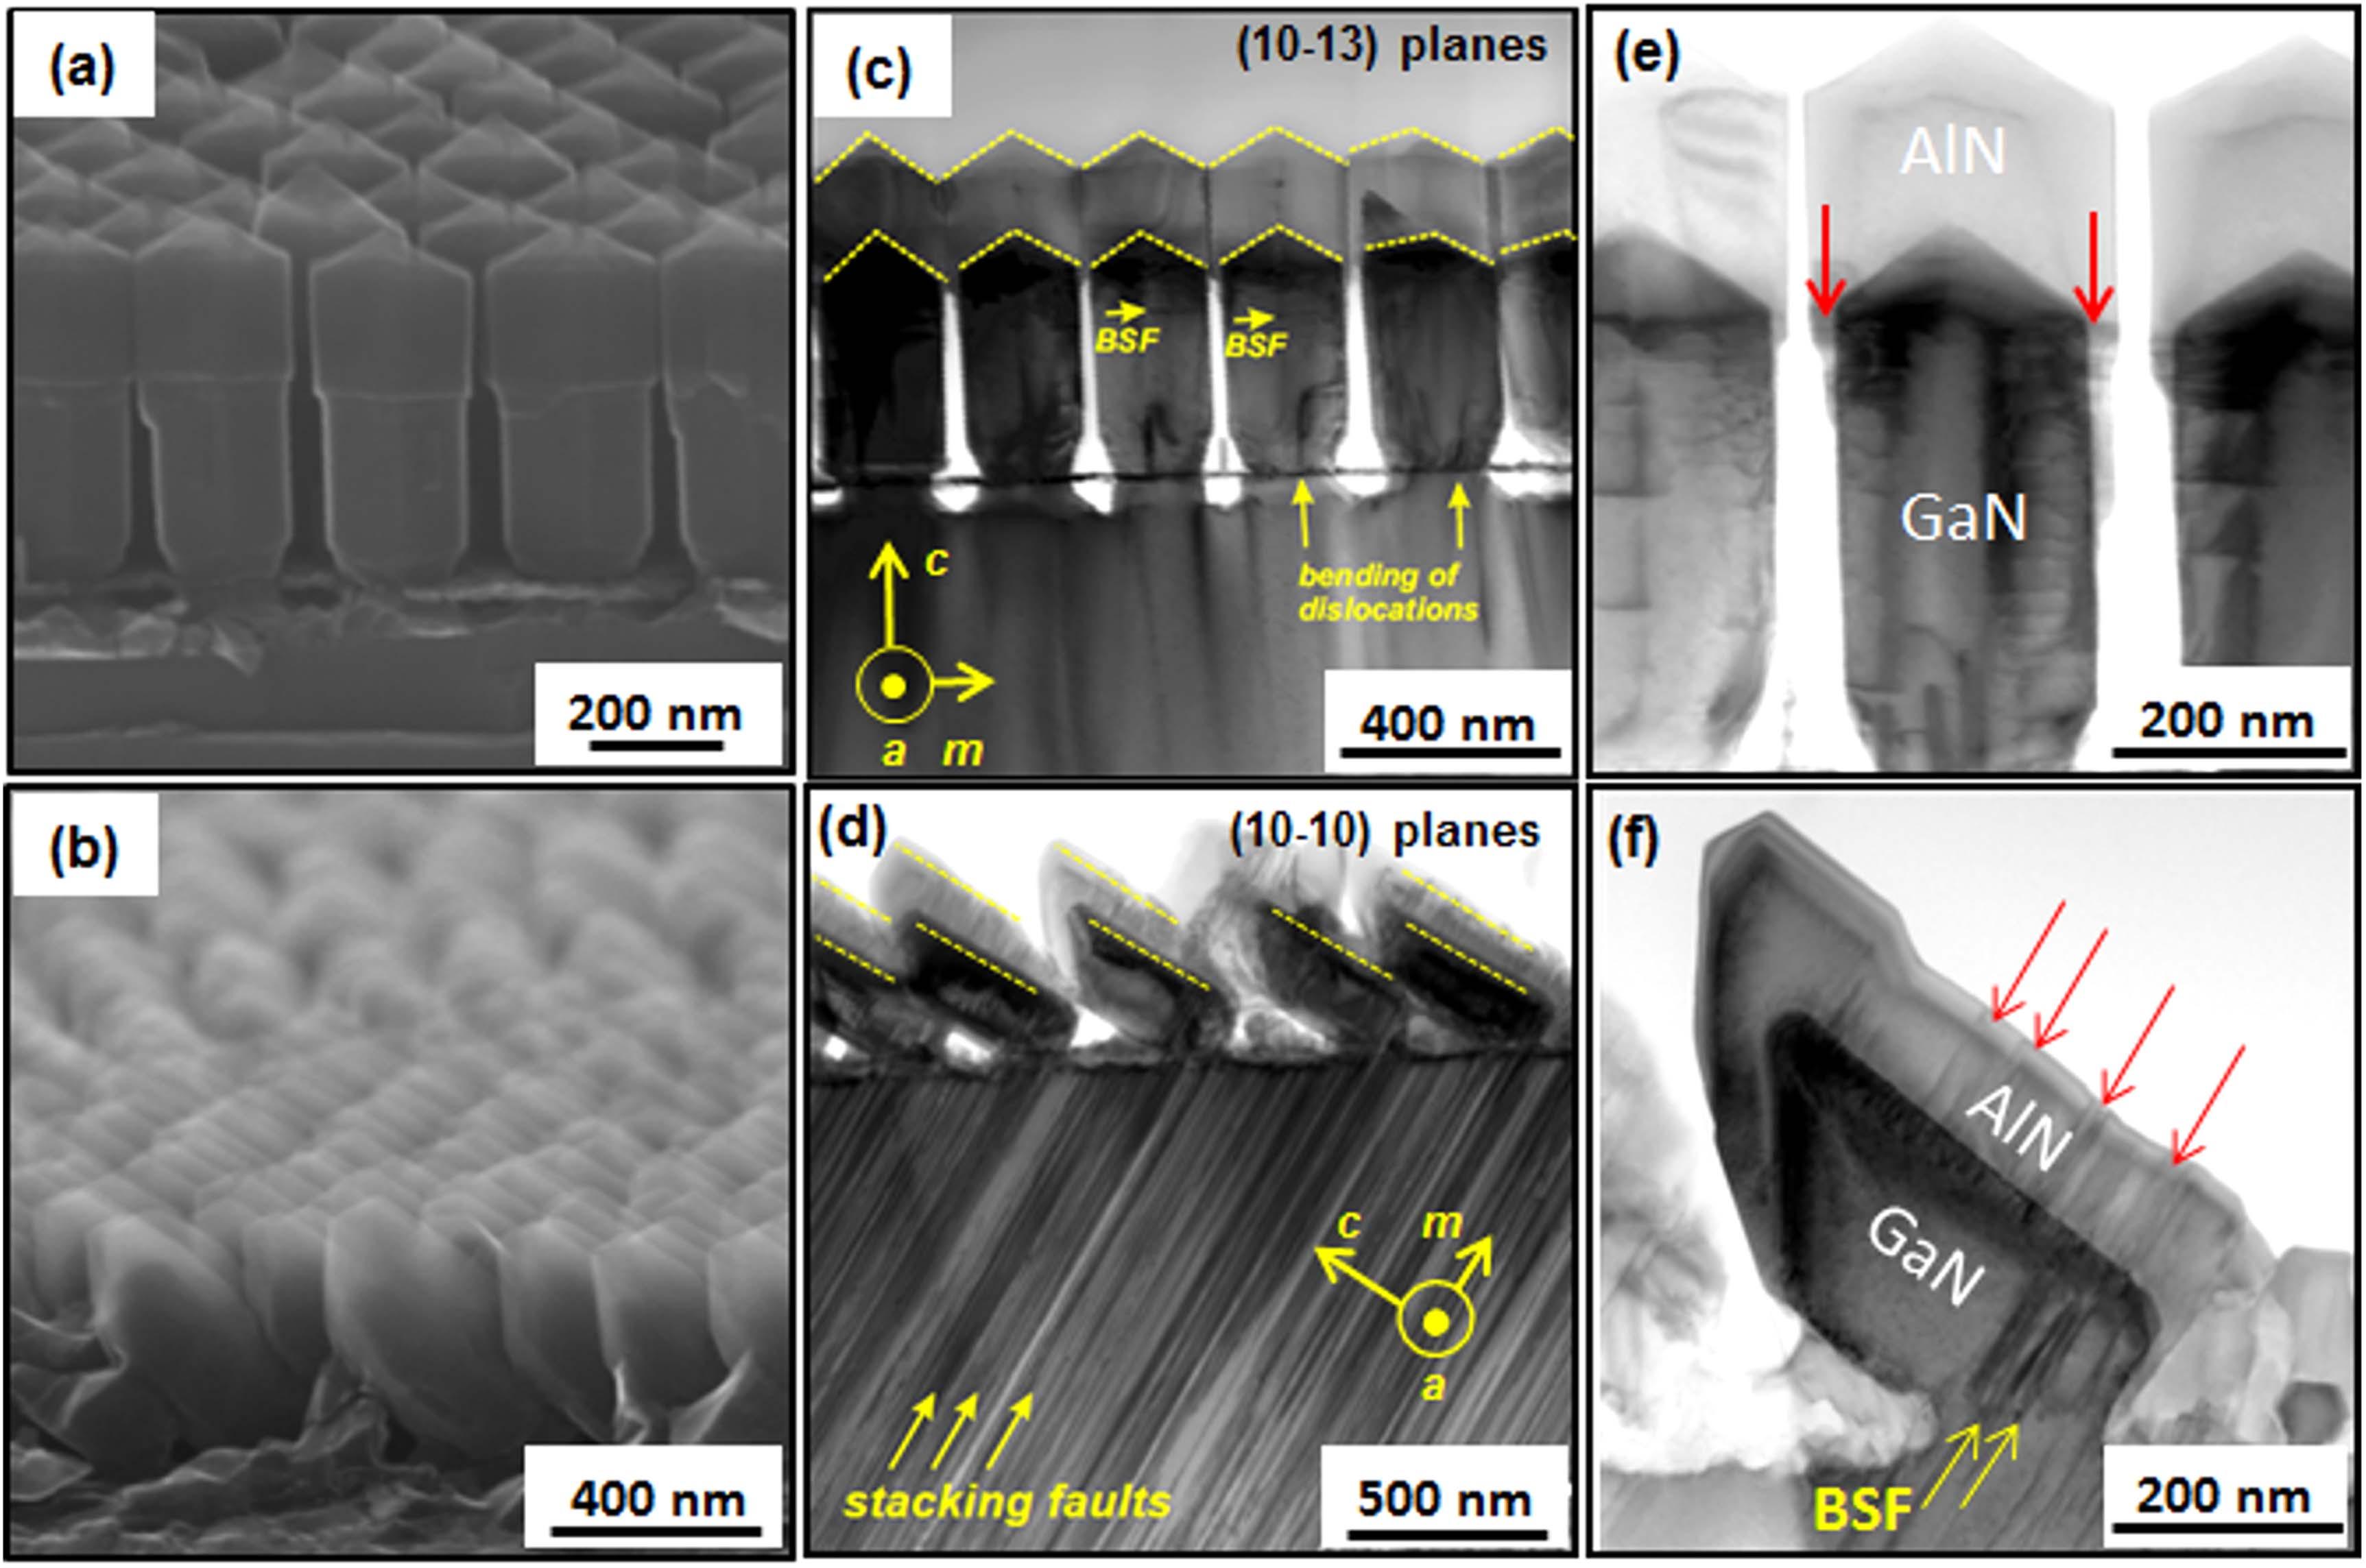 (a)
200 nm
(c)
(10-13) planes
BSF
BSF
c
bending of
dislocations
a
m
400 nm
(e)
AlN
GaN
200 nm
(b)
400 nm
(d)
(10-10) planes
c
m
a
stacking faults
500 nm
(f)
AlN
GaN
BSF
200 nm